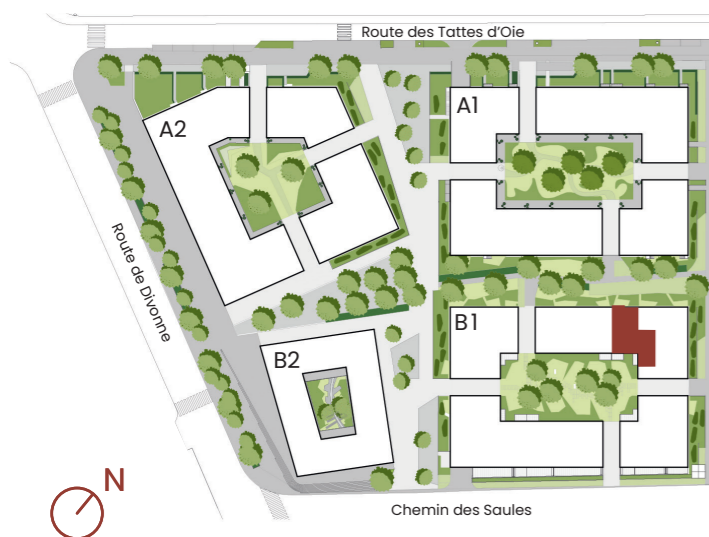 Route des Tattes d'Oie
A2
A1
Route de Divonne
B1
B2
N
Chemin des Saules